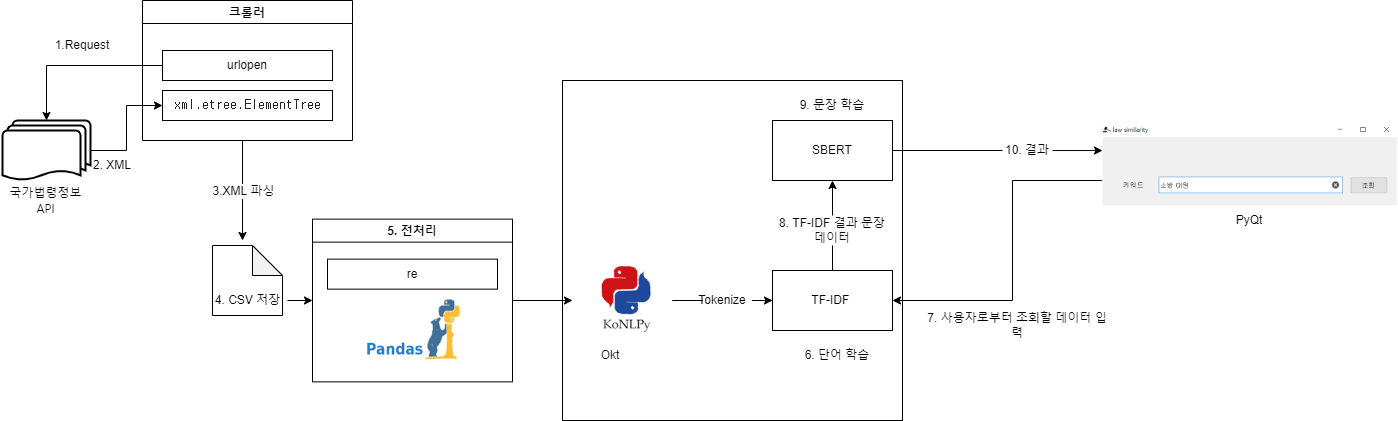 크롤러
1.Request
urlopen
xml.etree.ElementTree
2. XML
국가법령정보
API
3.XML 파싱
4. CSV 저장
5. 전처리
re
Pandas
KoNLPy
Okt
Tokenize
9. 문장 학습
SBERT
8. TF-IDF 결과 문장
데이터
TF-IDF
6. 단어 학습
10. 결과
7. 사용자로부터 조회할 데이터 입
력
law similarity
키워드
소방 대원
조회
PyQt